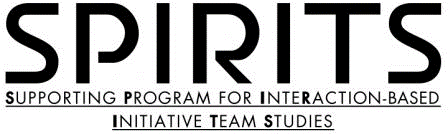 SPIRITS
SUPPORTING PROGRAM FOR INTERACTION-BASED
INITIATIVE TEAM STUDIES